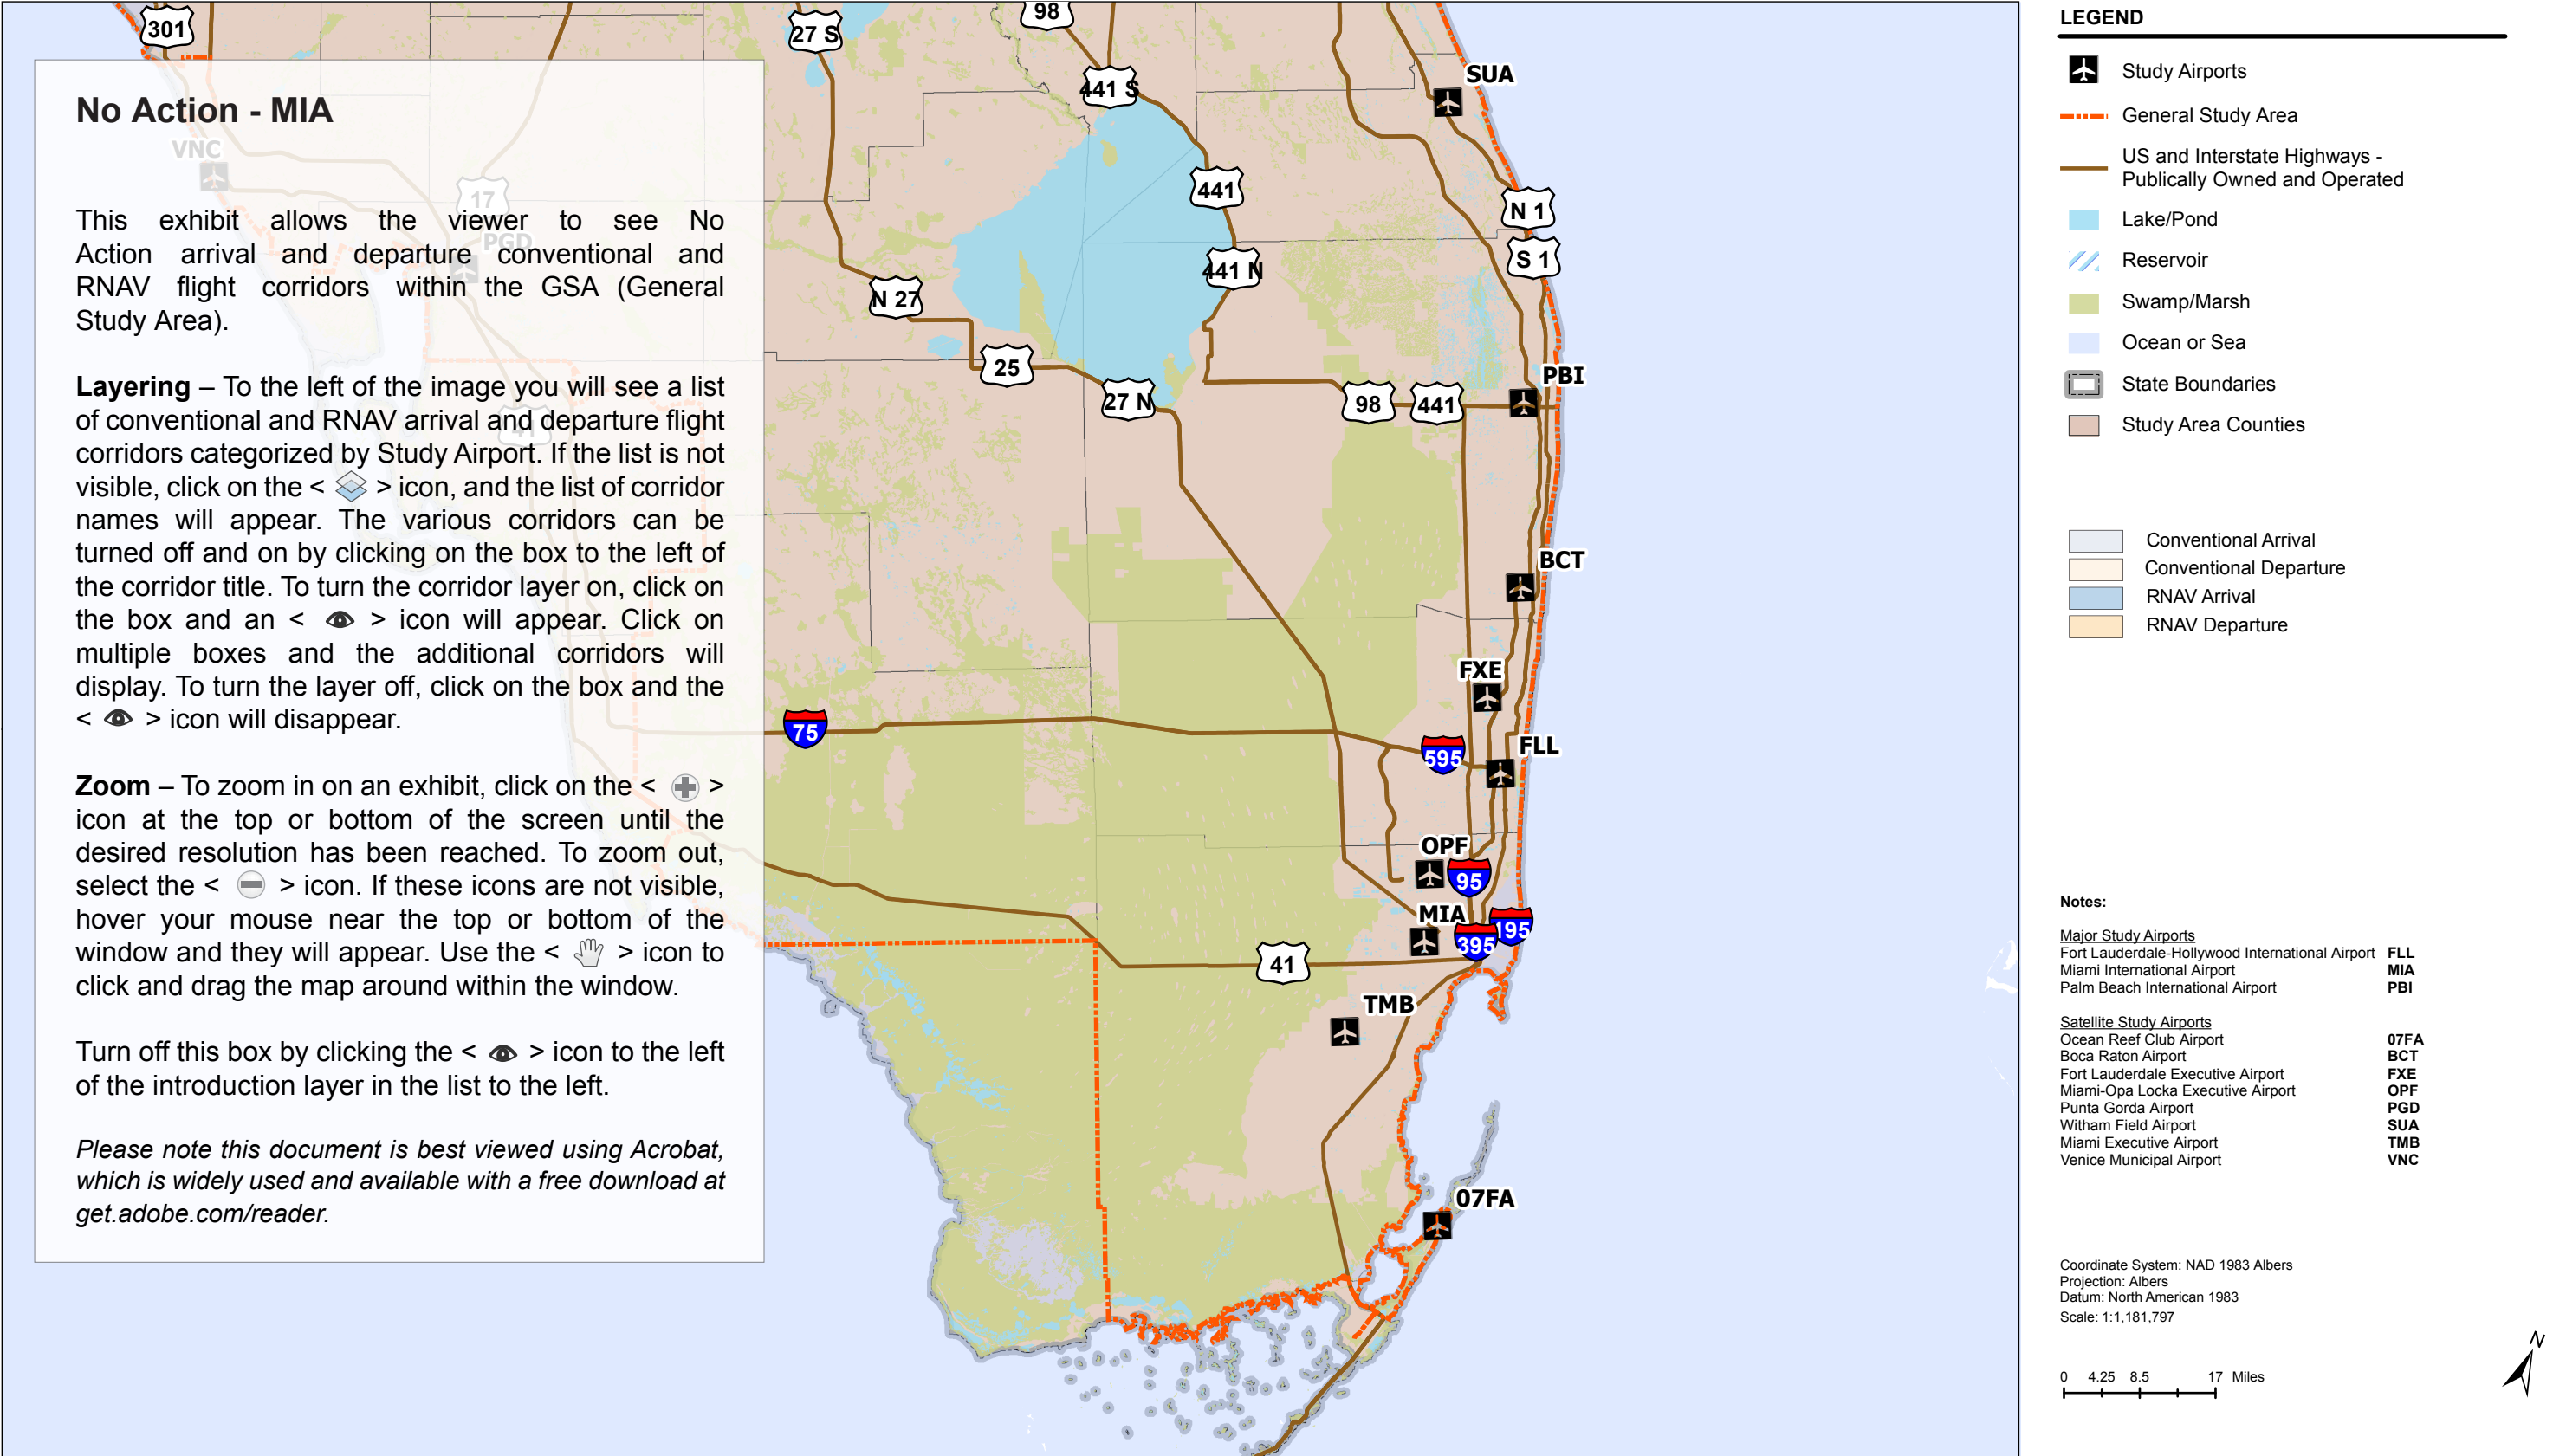 No Action - MIA
This exhibit allows the viewer to see No
Action arrival and departure conventional and
RNAV flight corridors within the GSA (General
Study Area).
Layering – To the left of the image you will see a list
of conventional and RNAV arrival and departure flight
corridors categorized by Study Airport. If the list is not
visible, click on the < > icon, and the list of corridor
names will appear. The various corridors can be
turned off and on by clicking on the box to the left of
the corridor title. To turn the corridor layer on, click on
the box and an < > icon will appear. Click on
multiple boxes and the additional corridors will
display. To turn the layer off, click on the box and the
< > icon will disappear.
Zoom – To zoom in on an exhibit, click on the < >
icon at the top or bottom of the screen until the
desired resolution has been reached. To zoom out,
select the < > icon. If these icons are not visible,
hover your mouse near the top or bottom of the
window and they will appear. Use the < > icon to
click and drag the map around within the window.
Turn off this box by clicking the < > icon to the left
of the introduction layer in the list to the left.
Please note this document is best viewed using Acrobat,
which is widely used and available with a free download at
get.adobe.com/reader.
301
VNC
17
PGD
41
27 S
98
441 S
SUA
441
N 1
S 1
441 N
N 27
25
27 N
98
441
PBI
BCT
FXE
75
595
FLL
OPF
95
MIA
195
395
41
TMB
07FA
LEGEND
Study Airports
General Study Area
US and Interstate Highways -
Publically Owned and Operated
Lake/Pond
Reservoir
Swamp/Marsh
Ocean or Sea
State Boundaries
Study Area Counties
Conventional Arrival
Conventional Departure
RNAV Arrival
RNAV Departure
Notes:
Major Study Airports
Fort Lauderdale-Hollywood International Airport FLL
Miami International Airport MIA
Palm Beach International Airport PBI
Satellite Study Airports
Ocean Reef Club Airport 07FA
Boca Raton Airport BCT
Fort Lauderdale Executive Airport FXE
Miami-Opa Locka Executive Airport OPF
Punta Gorda Airport PGD
Witham Field Airport SUA
Miami Executive Airport TMB
Venice Municipal Airport VNC
Coordinate System: NAD 1983 Albers
Projection: Albers
Datum: North American 1983
Scale: 1:1,181,797
0 4.25 8.5 17 Miles
N